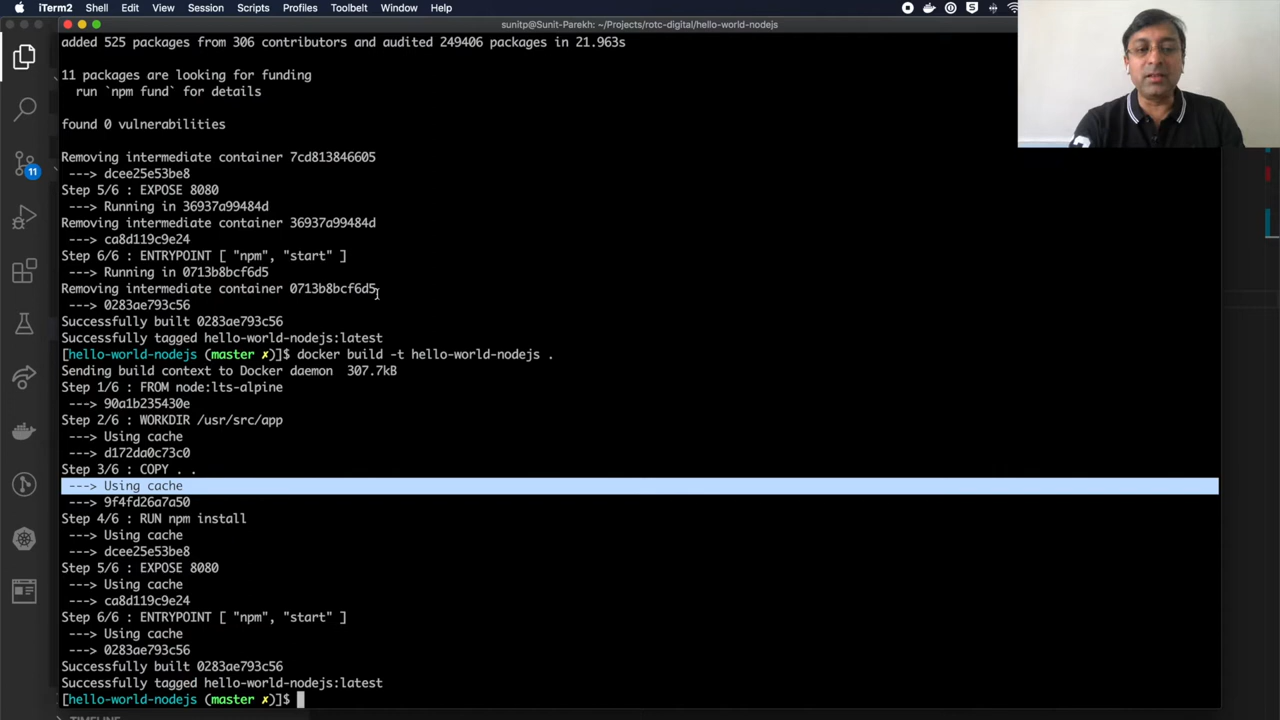 iTerm2 Shell Edit View Session Scripts Profiles Toolbelt Window Help
sunitp@Sunit-Parekh: ~/Projects/rotc-digital/hello-world-nodejs
added 525 packages from 306 contributors and audited 249406 packages in 21.963s
11 packages are looking for funding
run `npm fund` for details
found 0 vulnerabilities
Removing intermediate container 7cd813846605
---> dcee25e53be8
Step 5/6 : EXPOSE 8080
---> Running in 36937a99484d
Removing intermediate container 36937a99484d
---> ca8d119c9e24
Step 6/6 : ENTRYPOINT [ "npm", "start" ]
---> Running in 0713b8bcf6d5
Removing intermediate container 0713b8bcf6d5
---> 0283ae793c56
Successfully built 0283ae793c56
Successfully tagged hello-world-nodejs:latest
[hello-world-nodejs (master ✗)]$ docker build -t hello-world-nodejs .
Sending build context to Docker daemon  307.7kB
Step 1/6 : FROM node:lts-alpine
---> 90a1b235430e
Step 2/6 : WORKDIR /usr/src/app
---> Using cache
---> d172da0c73c0
Step 3/6 : COPY . .
---> Using cache
---> 9f4fd26a7a50
Step 4/6 : RUN npm install
---> Using cache
---> dcee25e53be8
Step 5/6 : EXPOSE 8080
---> Using cache
---> ca8d119c9e24
Step 6/6 : ENTRYPOINT [ "npm", "start" ]
---> Using cache
---> 0283ae793c56
Successfully built 0283ae793c56
Successfully tagged hello-world-nodejs:latest
[hello-world-nodejs (master ✗)]$
11
TIMELINE